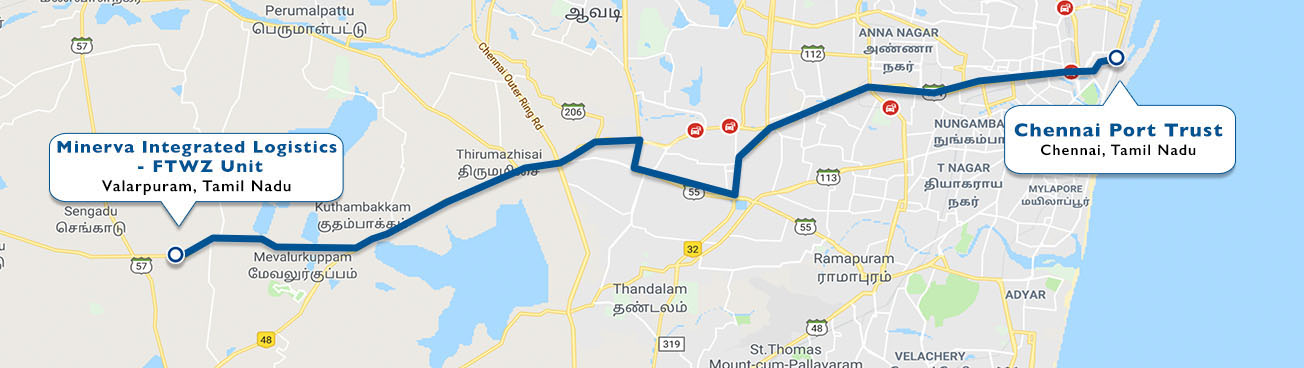 Perumalpattu
பெருமாள்பட்டு
ஆவடி
57
Chennai Outer Ring Rd
206
112
ANNA NAGAR
அண்ணா
நகர்
Minerva Integrated Logistics
- FTWZ Unit
Valarpuram, Tamil Nadu
Chennai Port Trust
Chennai, Tamil Nadu
Thirumazhisai
NUNGAMBA
நுங்கம்பா
T NAGAR
தியாகராய
நகர்
MYLAPORE
மயிலாப்பூர்
113
55
55
Sengadu
செங்காடு
Kuthambakkam
57
Mevalurkuppam
மேவலூர்குப்பம்
32
Ramapuram
ராமாபுரம்
Thandalam
தண்டலம்
ADYAR
48
48
319
St.Thomas
Mount-cum-Pallavaram
VELACHERY